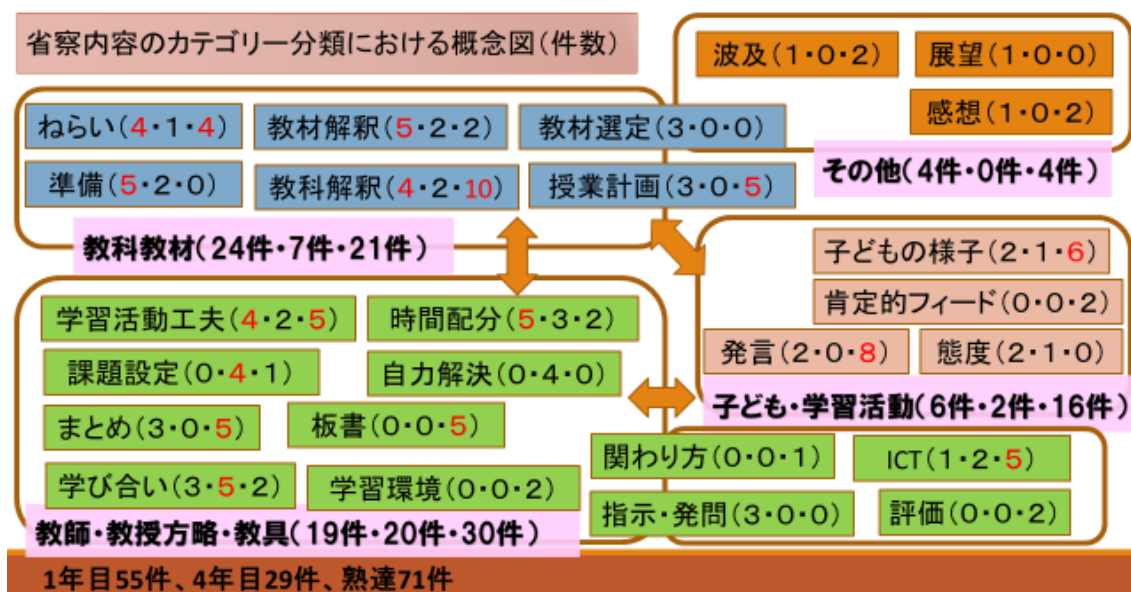 省察内容のカテゴリー分類における概念図(件数)
波及(1・0・2)
展望(1・0・0)
感想(1・0・2)
その他(4件・0件・4件)
ねらい(4・1・4)
教材解釈(5・2・2)
教材選定(3・0・0)
準備(5・2・0)
教科解釈(4・2・10)
授業計画(3・0・5)
教科教材(24件・7件・21件)
子どもの様子(2・1・6)
肯定的フィード(0・0・2)
発言(2・0・8)
態度(2・1・0)
子ども・学習活動(6件・2件・16件)
学習活動工夫(4・2・5)
時間配分(5・3・2)
課題設定(0・4・1)
自力解決(0・4・0)
まとめ(3・0・5)
板書(0・0・5)
学び合い(3・5・2)
学習環境(0・0・2)
関わり方(0・0・1)
ICT(1・2・5)
指示・発問(3・0・0)
評価(0・0・2)
教師・教授方略・教具(19件・20件・30件)
1年目55件、4年目29件、熟達71件